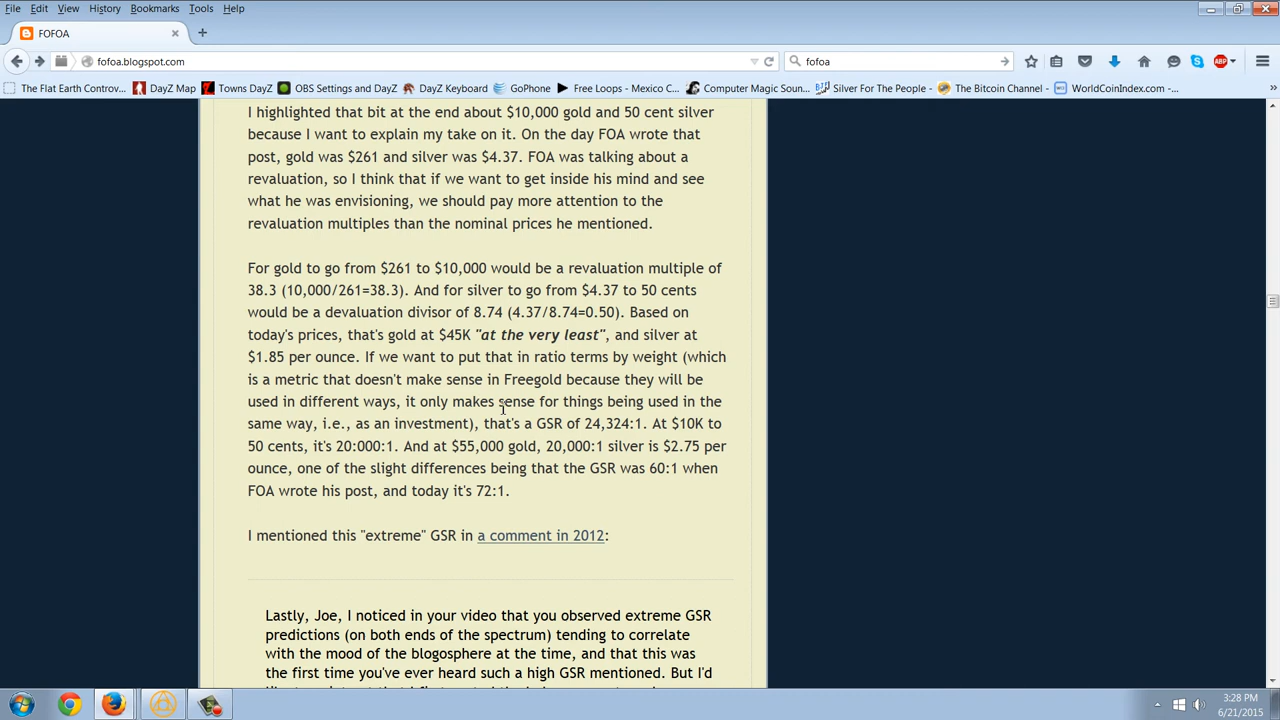 File Edit View History Bookmarks Tools Help
FOFOA
fofoa.blogspot.com
fofoa
ABP
The Flat Earth Controv... DayZ Map Towns DayZ OBS Settings and DayZ DayZ Keyboard GoPhone Free Loops - Mexico C... Computer Magic Soun... Silver For The People - The Bitcoin Channel WorldCoinIndex.com -...
I highlighted that bit at the end about $10,000 gold and 50 cent silver
because I want to explain my take on it. On the day FOA wrote that
post, gold was $261 and silver was $4.37. FOA was talking about a
revaluation, so I think that if we want to get inside his mind and see
what he was envisioning, we should pay more attention to the
revaluation multiples than the nominal prices he mentioned.
For gold to go from $261 to $10,000 would be a revaluation multiple of
38.3 (10,000/261=38.3). And for silver to go from $4.37 to 50 cents
would be a devaluation divisor of 8.74 (4.37/8.74=0.50). Based on
today's prices, that's gold at $45K "at the very least", and silver at
$1.85 per ounce. If we want to put that in ratio terms by weight (which
is a metric that doesn't make sense in Freegold because they will be
used in different ways, it only makes sense for things being used in the
same way, i.e., as an investment), that's a GSR of 24,324:1. At $10K to
50 cents, it's 20:000:1. And at $55,000 gold, 20,000:1 silver is $2.75 per
ounce, one of the slight differences being that the GSR was 60:1 when
FOA wrote his post, and today it's 72:1.
I mentioned this "extreme" GSR in a comment in 2012:
Lastly, Joe, I noticed in your video that you observed extreme GSR
predictions (on both ends of the spectrum) tending to correlate
with the mood of the blogosphere at the time, and that this was
the first time you've ever heard such a high GSR mentioned. But I'd
3:28 PM
6/21/2015